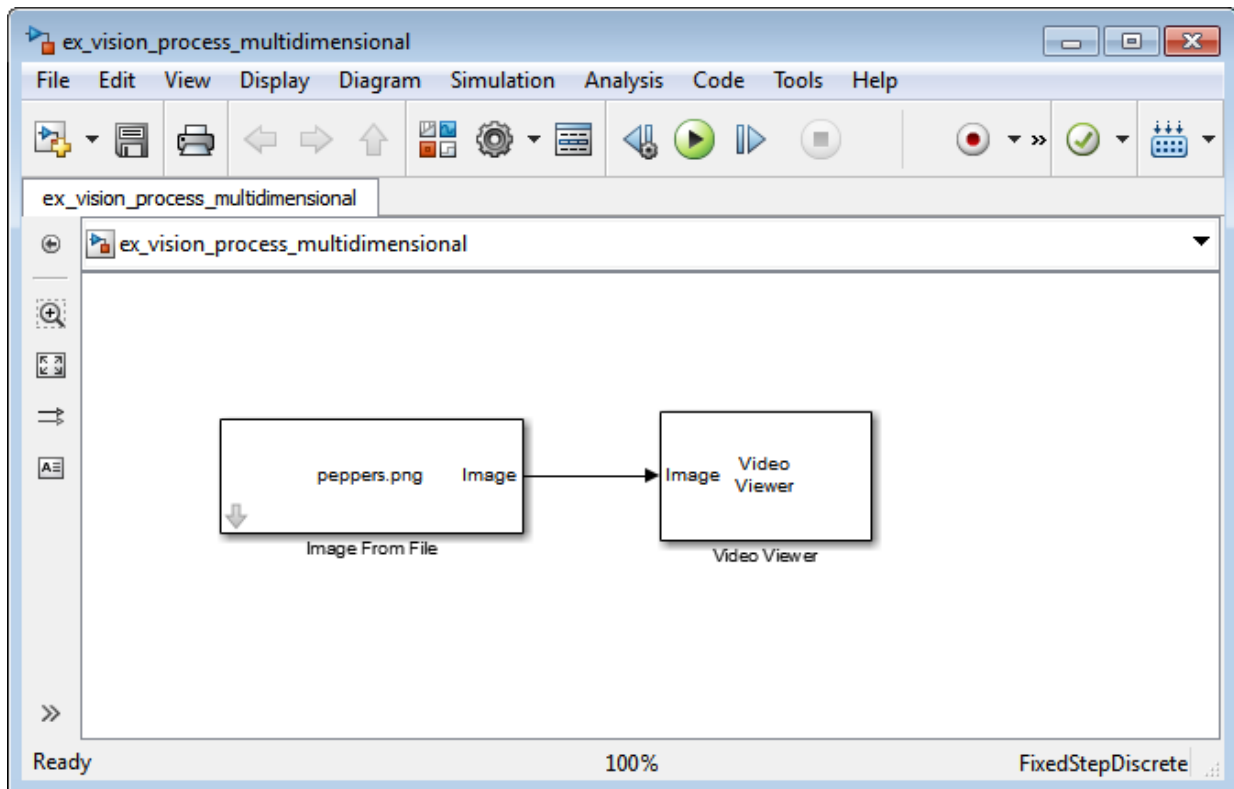 ex_vision_process_multidimensional
File Edit View Display Diagram Simulation Analysis Code Tools Help
ex_vision_process_multidimensional
ex_vision_process_multidimensional
peppers.png Image
Image From File
Image Video
Viewer
Video Viewer
Ready 100% FixedStepDiscrete